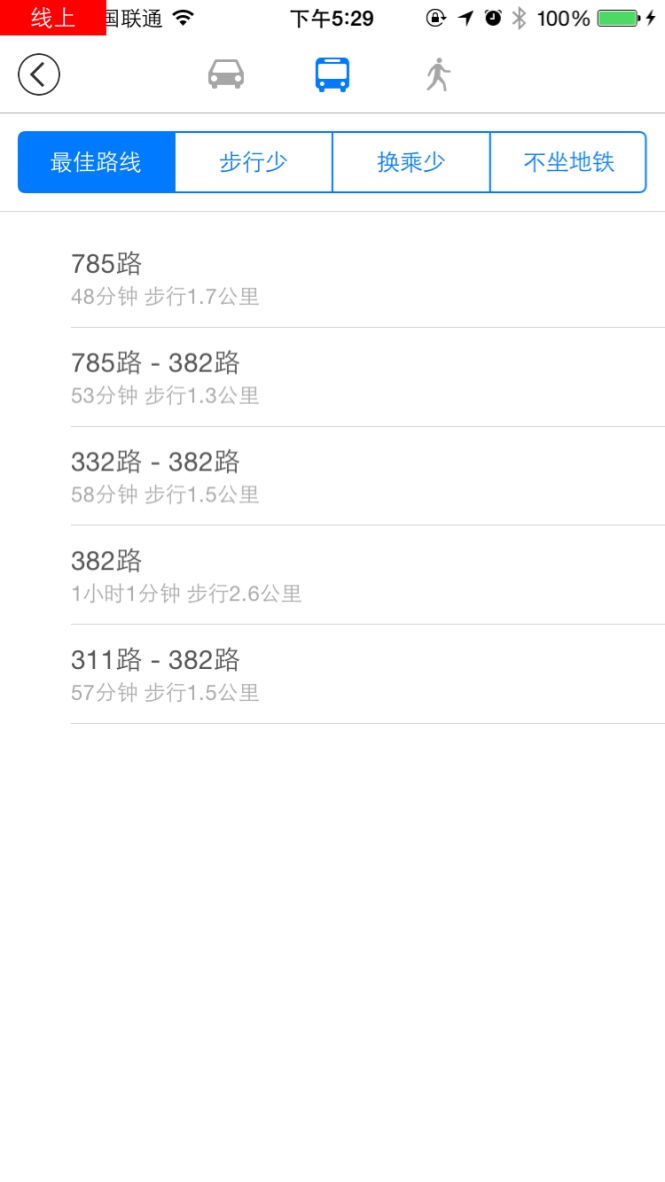 线上 国联通 下午5:29 100%
最佳路线 步行少 换乘少 不坐地铁
785路
48分钟 步行1.7公里
785路 - 382路
53分钟 步行1.3公里
332路 - 382路
58分钟 步行1.5公里
382路
1小时1分钟 步行2.6公里
311路 - 382路
57分钟 步行1.5公里